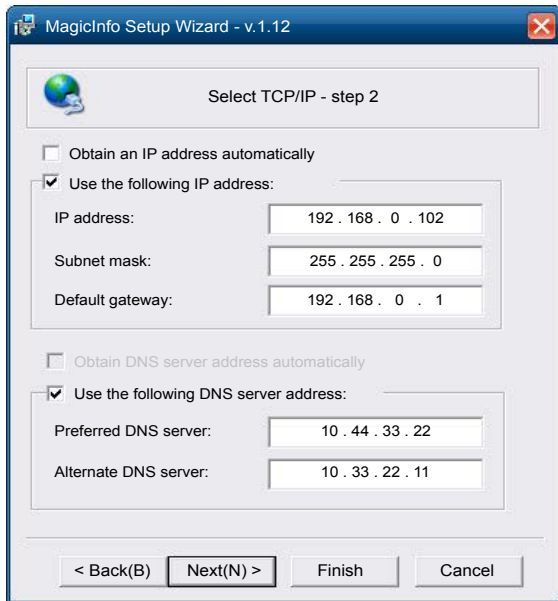 MagicInfo Setup Wizard - v.1.12
Select TCP/IP - step 2
Obtain an IP address automatically
Use the following IP address:
IP address: 192 . 168 . 0 . 102
Subnet mask: 255 . 255 . 255 . 0
Default gateway: 192 . 168 . 0 . 1
Obtain DNS server address automatically
Use the following DNS server address:
Preferred DNS server: 10 . 44 . 33 . 22
Alternate DNS server: 10 . 33 . 22 . 11
< Back(B) Next(N) > Finish Cancel